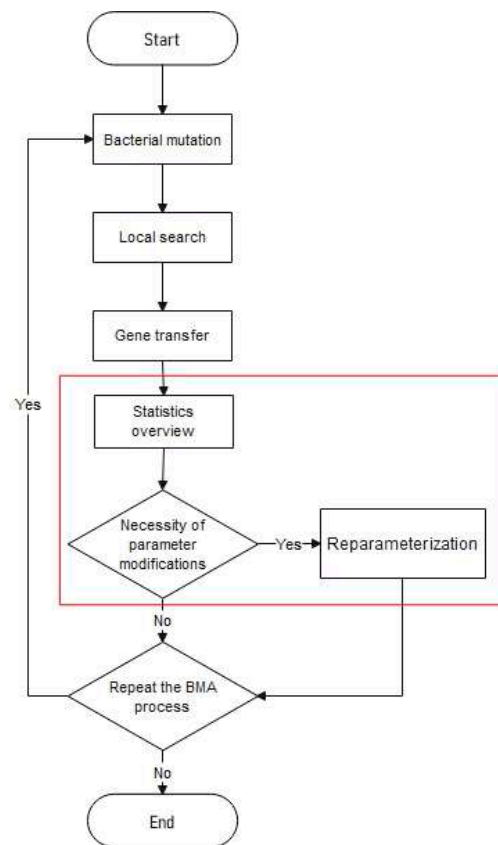 Start
Bacterial mutation
Local search
Gene transfer
Yes
Statistics
overview
Necessity of
parameter
modifications
Yes
Reparameterization
No
Repeat the BMA
process
No
End